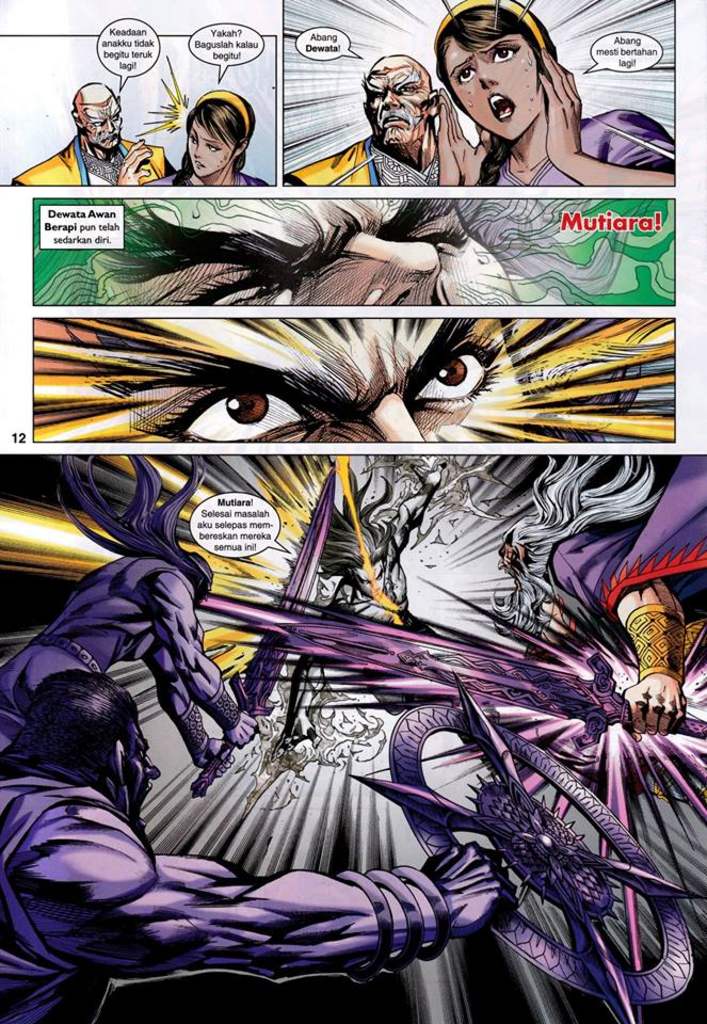 Keadaan
anakku tidak
begitu teruk
lagi!
Yakah?
Baguslah kalau
begitu!
Abang
Dewata!
Abang
mesti bertahan
lagi!
Dewata Awan
Berapi pun telah
sedarkan diri.
Mutiara!
12
Mutiara!
Selesai masalah
aku selepas mem-
bereskan mereka
semua ini!